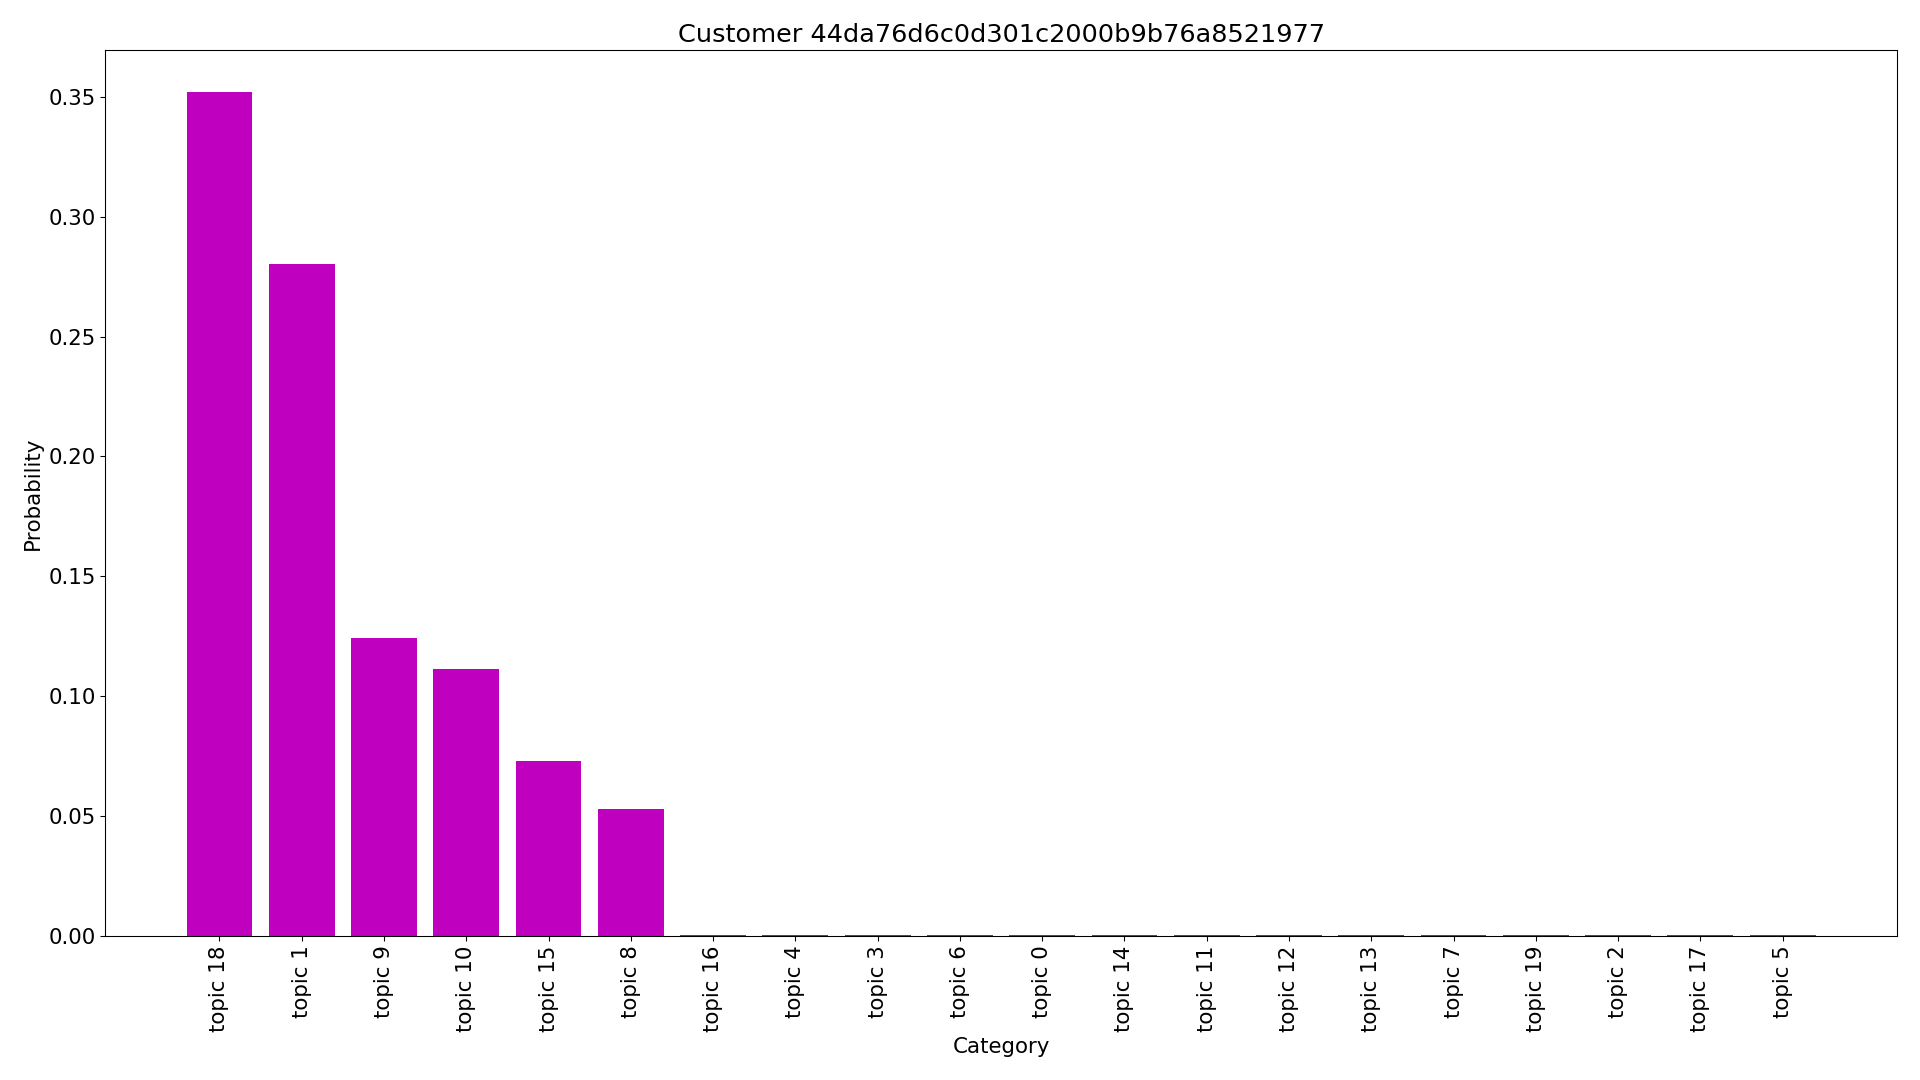 Customer 44da76d6c0d301c2000b9b76a8521977
0.35
0.30
0.25
0.20
0.15
0.10
0.05
0.00
Probability
topic 18
topic 1
topic 9
topic 10
topic 15
topic 8
topic 16
topic 4
topic 3
topic 6
topic 0
topic 14
topic 11
topic 12
topic 13
topic 7
topic 19
topic 2
topic 17
topic 5
Category